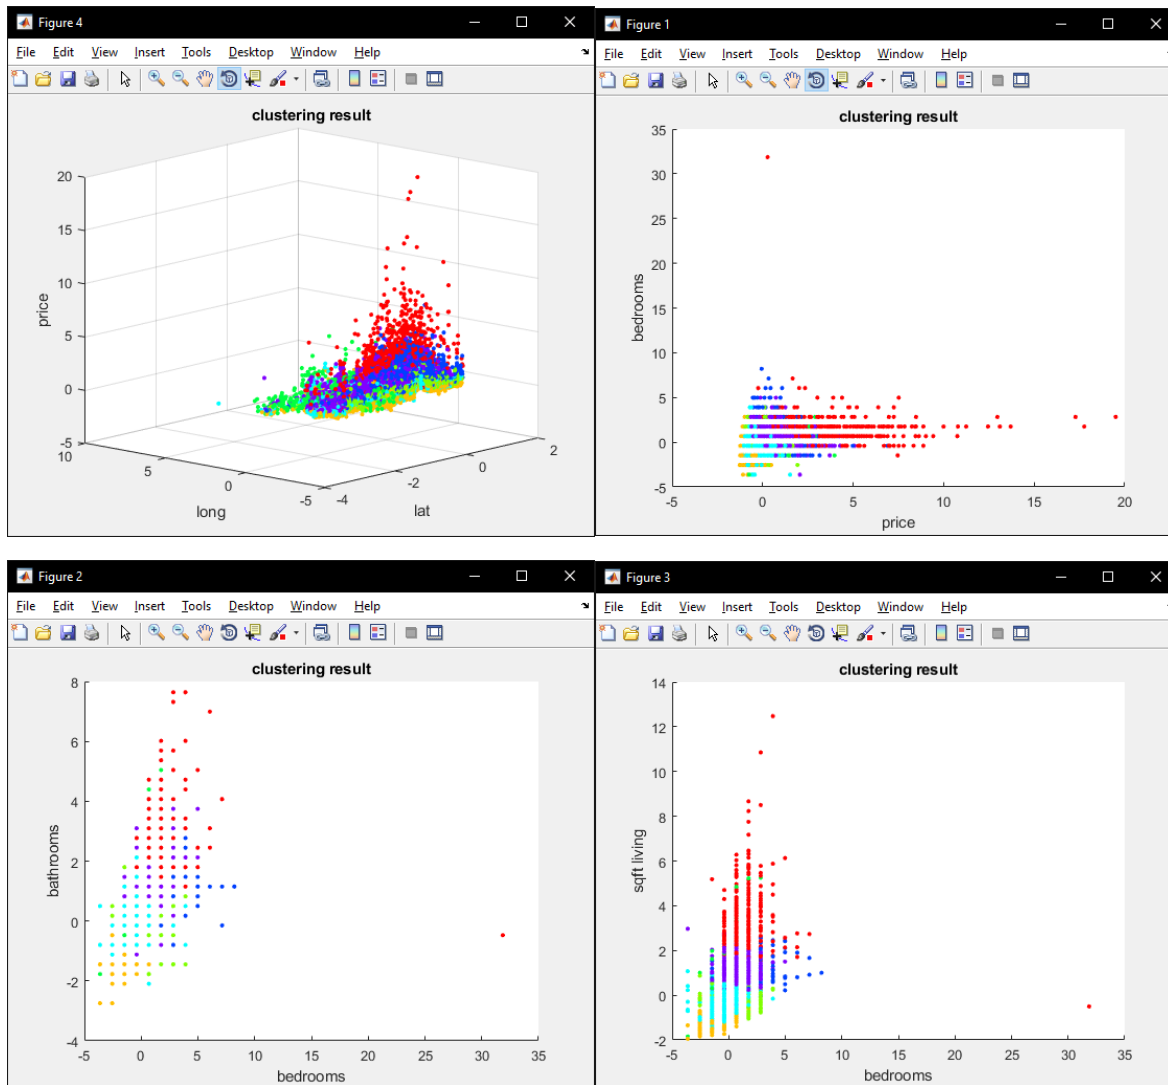 Figure 4
File Edit View Insert Tools Desktop Window Help
clustering result
20
15
10
5
0
-5
price
10
5
0
-5
long
-4
-2
0
2
lat
Figure 1
File Edit View Insert Tools Desktop Window Help
clustering result
35
30
25
20
15
10
5
0
-5
bedrooms
-5 0 5 10 15 20
price
Figure 2
File Edit View Insert Tools Desktop Window Help
clustering result
8
6
4
2
0
-2
-4
bathrooms
-5 0 5 10 15 20 25 30 35
bedrooms
Figure 3
File Edit View Insert Tools Desktop Window Help
clustering result
14
12
10
8
6
4
2
0
-2
sqft living
-5 0 5 10 15 20 25 30 35
bedrooms